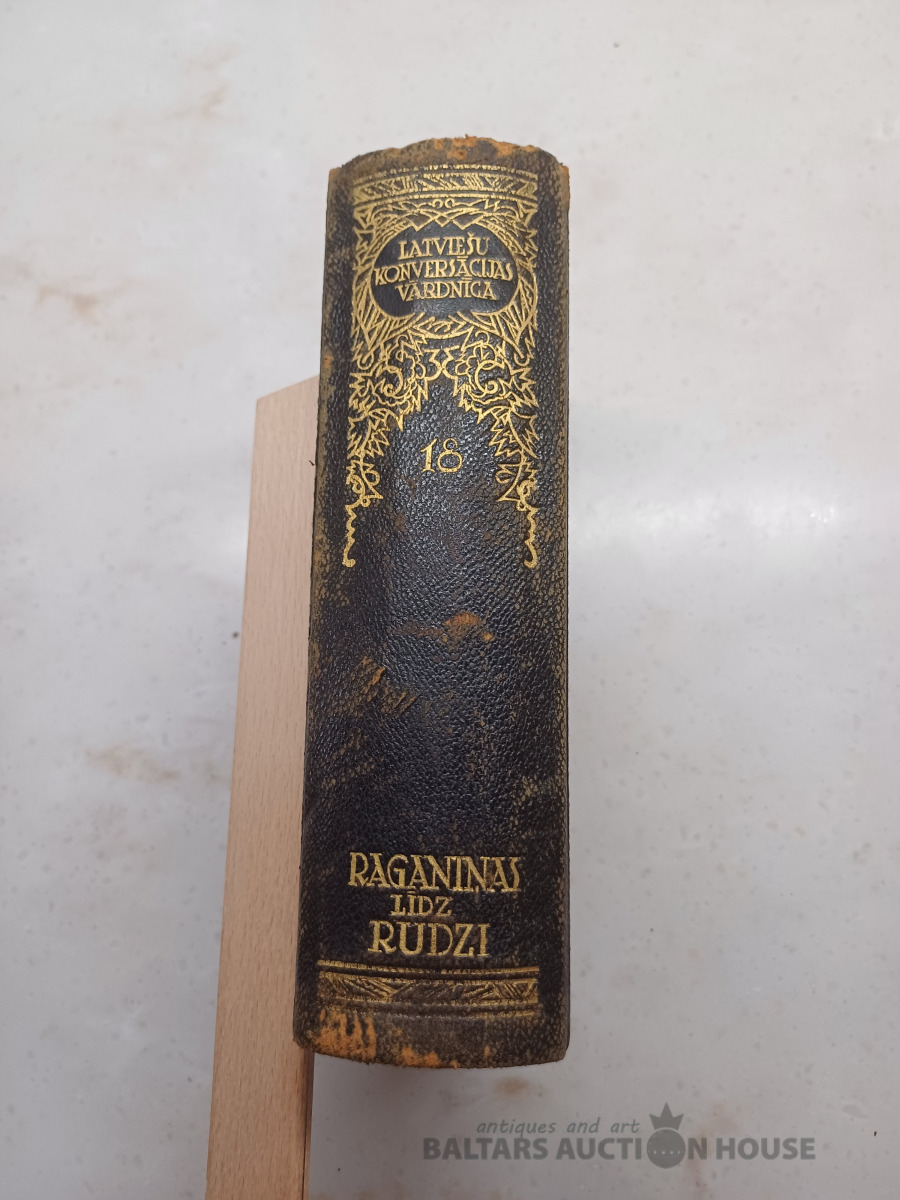 LATVIEŠU
KONVERSĀCIJAS
VĀRDNĪCA
18
RAGANIŅAS
LĪDZ
RUDZI
antiques and art
BALTARS AUCTION HOUSE